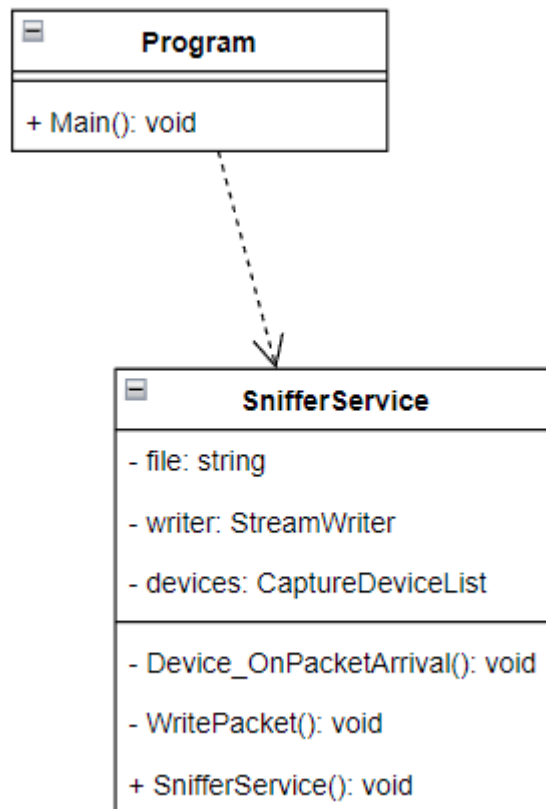 Program
+ Main(): void
SnifferService
- file: string
- writer: StreamWriter
- devices: CaptureDeviceList
- Device_OnPacketArrival(): void
- WritePacket(): void
+ SnifferService(): void